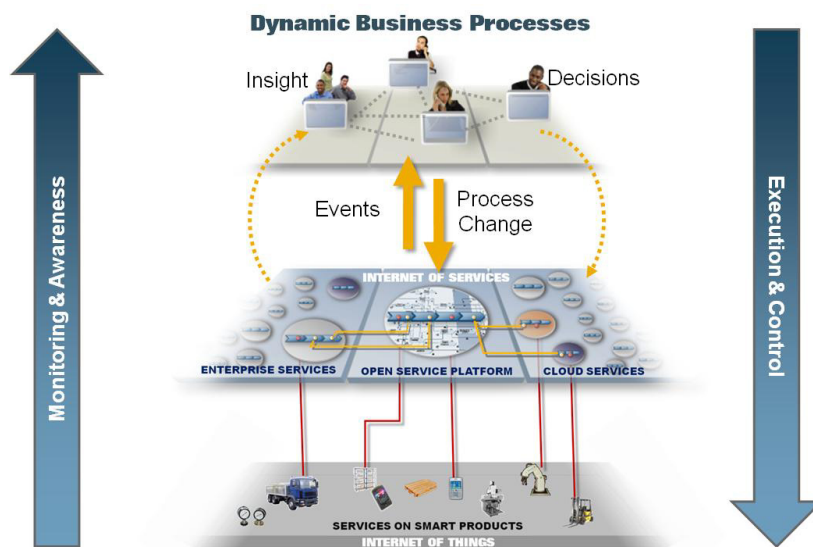 Dynamic Business Processes
Insight
Decisions
Monitoring & Awareness
Execution & Control
Events
Process
Change
INTERNET OF SERVICES
ENTERPRISE SERVICES
OPEN SERVICE PLATFORM
CLOUD SERVICES
SERVICES ON SMART PRODUCTS
INTERNET OF THINGS